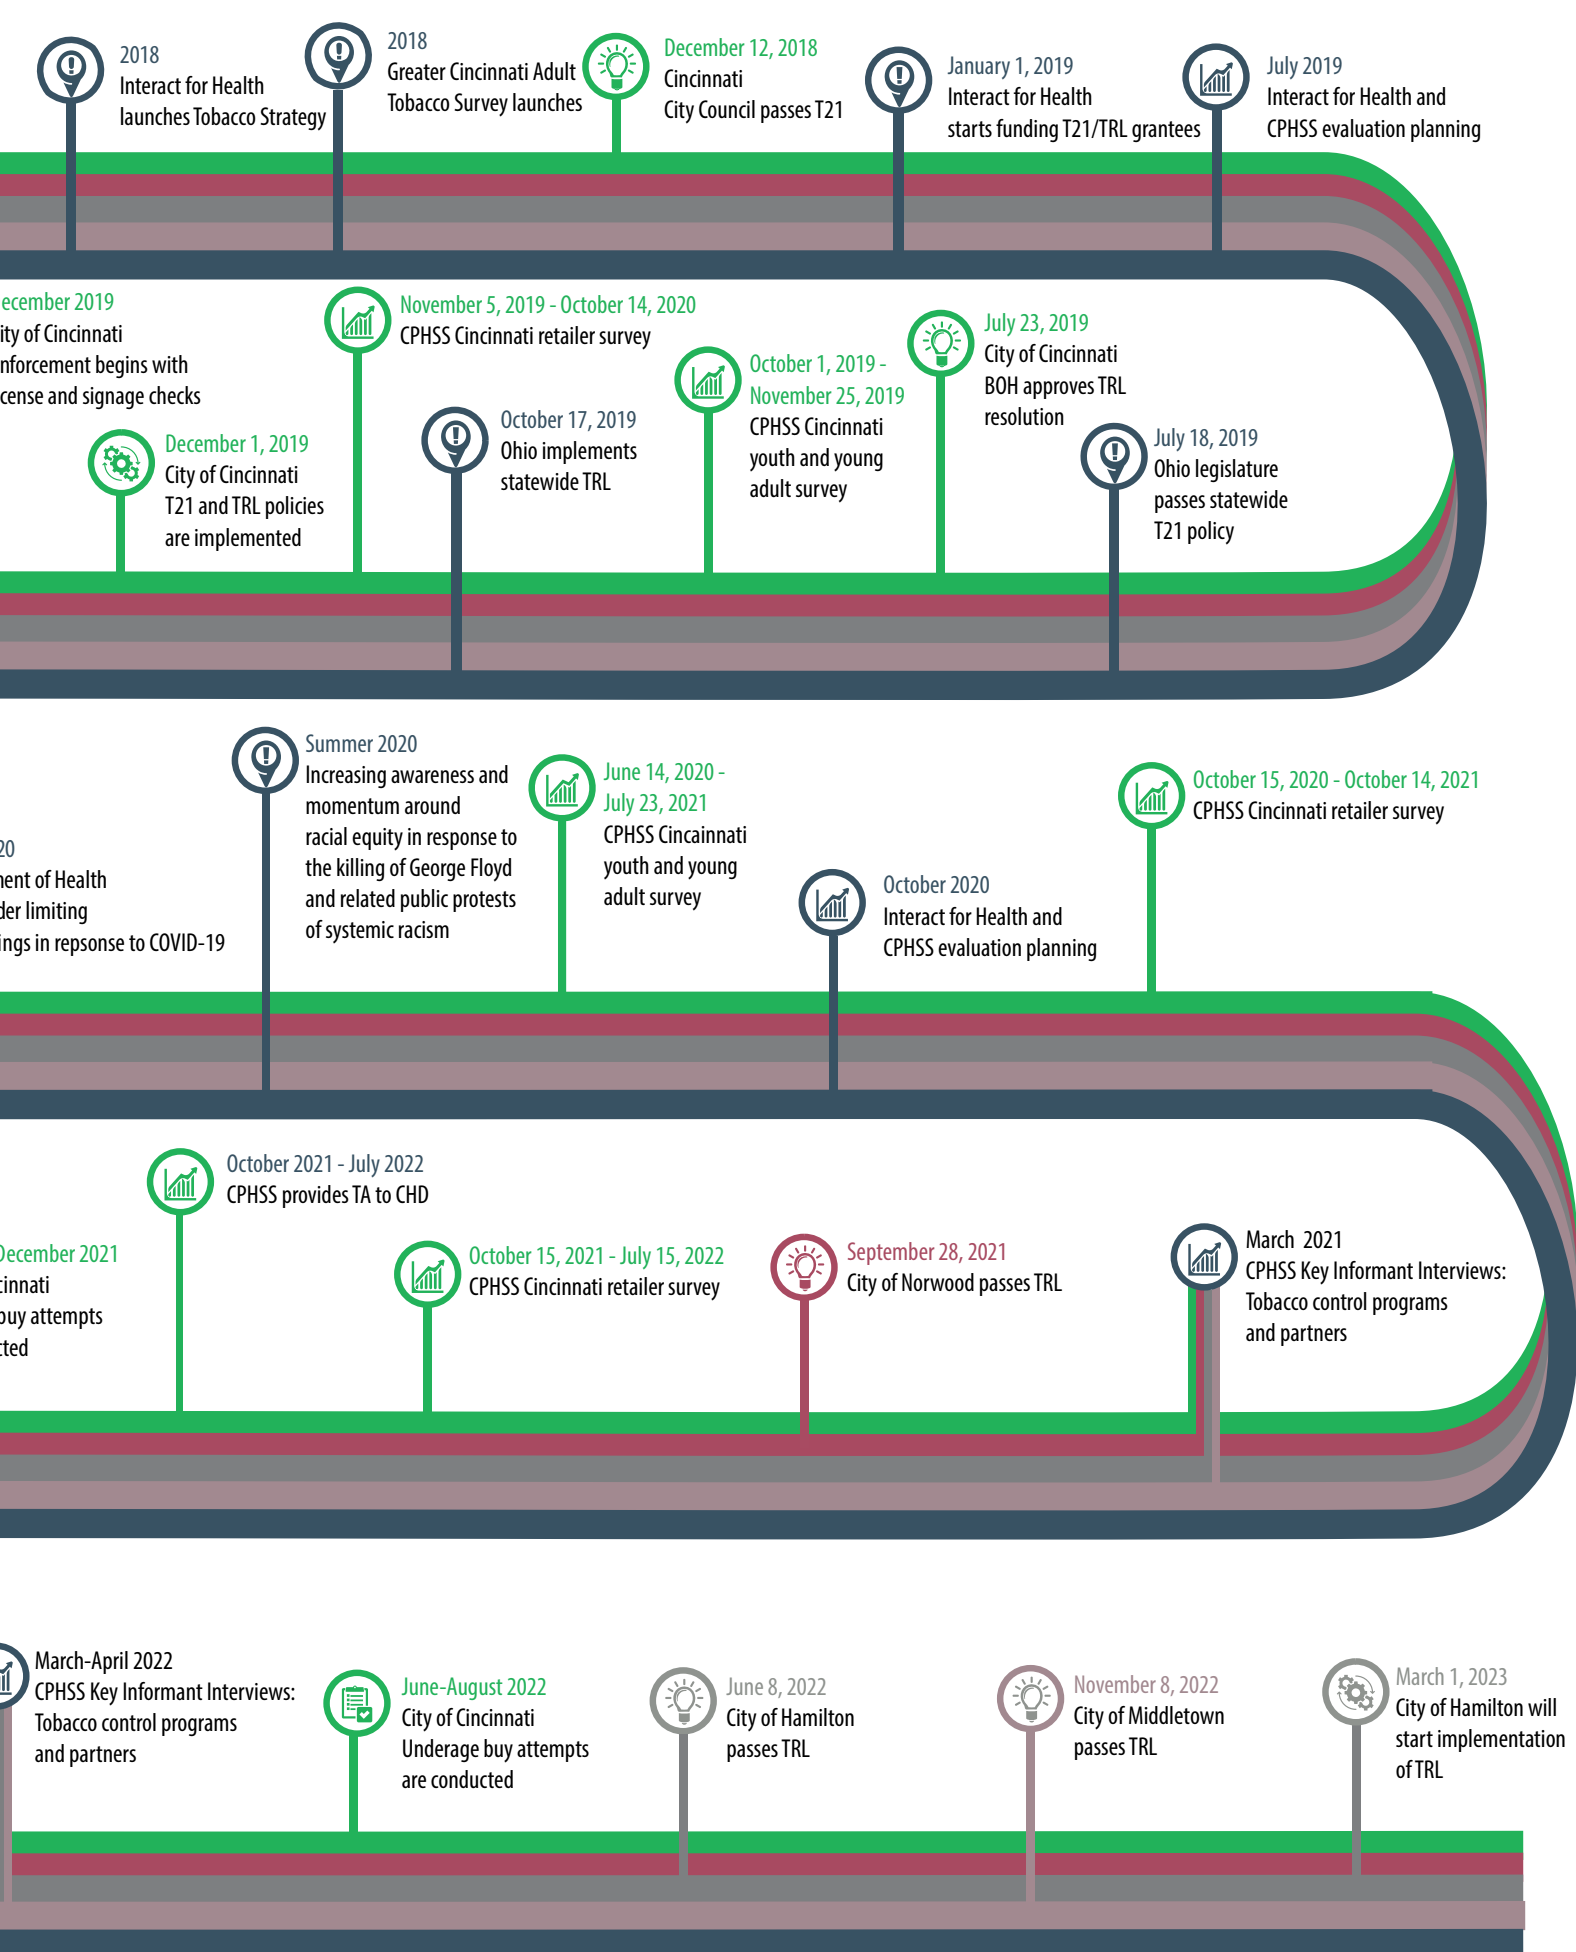 2018
Interact for Health
launches Tobacco Strategy
2018
Greater Cincinnati Adult
Tobacco Survey launches
December 12, 2018
Cincinnati
City Council passes T21
January 1, 2019
Interact for Health
starts funding T21/TRL grantees
July 2019
Interact for Health and
CPHSS evaluation planning
ecember 2019
ity of Cincinnati
nforcement begins with
cense and signage checks
December 1, 2019
City of Cincinnati
T21 and TRL policies
are implemented
November 5, 2019 - October 14, 2020
CPHSS Cincinnati retailer survey
October 17, 2019
Ohio implements
statewide TRL
October 1, 2019 -
November 25, 2019
CPHSS Cincinnati
youth and young
adult survey
July 23, 2019
City of Cincinnati
BOH approves TRL
resolution
July 18, 2019
Ohio legislature
passes statewide
T21 policy
20
ent of Health
der limiting
ings in repsonse to COVID-19
Summer 2020
Increasing awareness and
momentum around
racial equity in response to
the killing of George Floyd
and related public protests
of systemic racism
June 14, 2020 -
July 23, 2021
CPHSS Cincainnati
youth and young
adult survey
October 2020
Interact for Health and
CPHSS evaluation planning
October 15, 2020 - October 14, 2021
CPHSS Cincinnati retailer survey
December 2021
cinnati
buy attempts
cted
October 2021 - July 2022
CPHSS provides TA to CHD
October 15, 2021 - July 15, 2022
CPHSS Cincinnati retailer survey
September 28, 2021
City of Norwood passes TRL
March 2021
CPHSS Key Informant Interviews:
Tobacco control programs
and partners
March-April 2022
CPHSS Key Informant Interviews:
Tobacco control programs
and partners
June-August 2022
City of Cincinnati
Underage buy attempts
are conducted
June 8, 2022
City of Hamilton
passes TRL
November 8, 2022
City of Middletown
passes TRL
March 1, 2023
City of Hamilton will
start implementation
of TRL